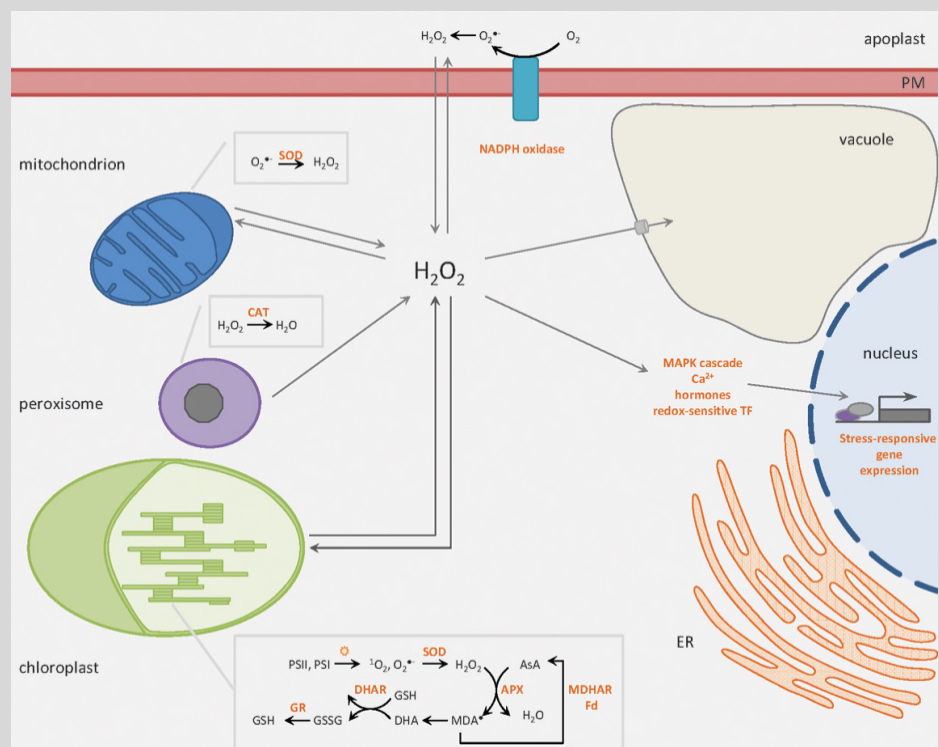 H₂O₂ O₂•- O₂
apoplast
PM
NADPH oxidase
vacuole
mitochondrion
O₂•- SOD H₂O₂
H₂O₂
CAT
H₂O₂ H₂O
peroxisome
MAPK cascade
Ca²⁺
hormones
redox-sensitive TF
nucleus
Stress-responsive
gene
expression
chloroplast
ER
PSII, PSI ¹O₂, O₂•- SOD H₂O₂ AsA
DHAR GSH APX MDHAR
Fd
GR H₂O
GSH GSSG DHA MDA•